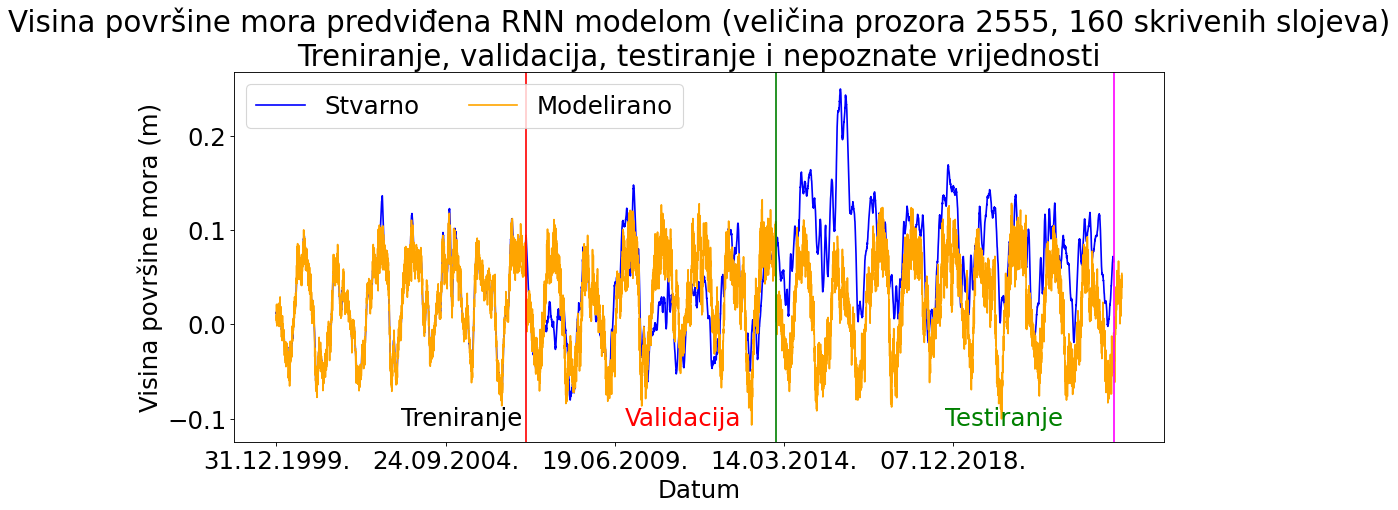 Visina površine mora predviđena RNN modelom (veličina prozora 2555, 160 skrivenih slojeva)
Treniranje, validacija, testiranje i nepoznate vrijednosti
Stvarno Modelirano
Visina površine mora (m)
0.2
0.1
0.0
−0.1
Treniranje Validacija Testiranje
31.12.1999. 24.09.2004. 19.06.2009. 14.03.2014. 07.12.2018.
Datum